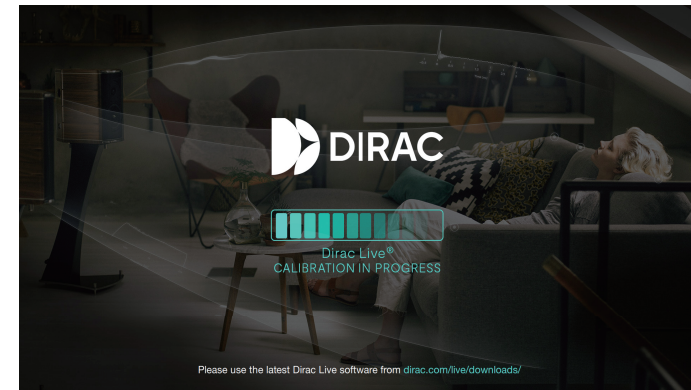 DIRAC
Dirac Live®
CALIBRATION IN PROGRESS
Please use the latest Dirac Live software from dirac.com/live/downloads/